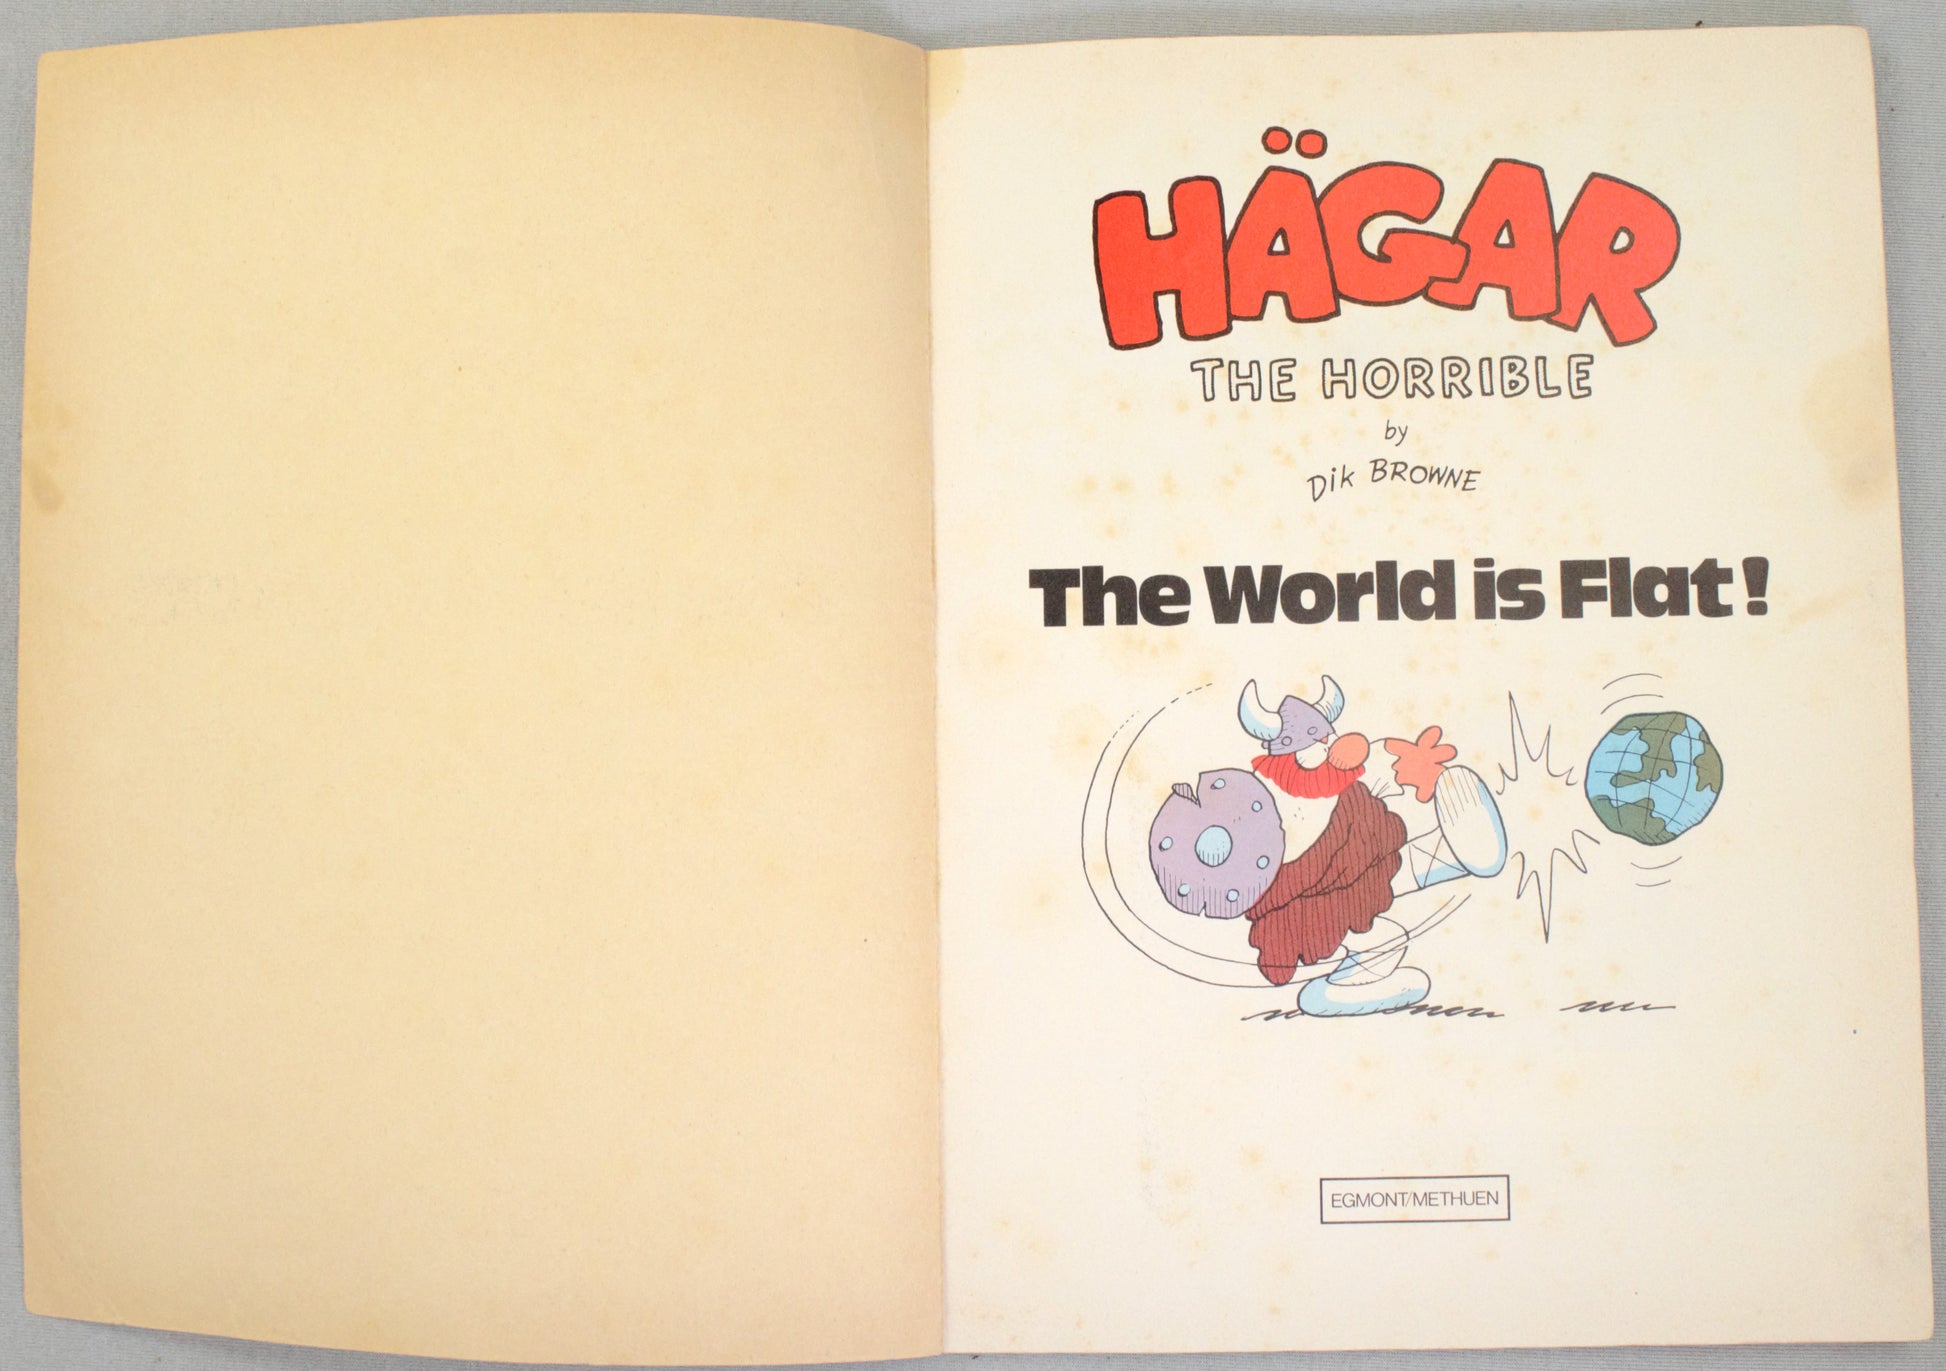 HÄGAR
THE HORRIBLE
by
Dik BROWNE
The World is Flat!
EGMONT/METHUEN